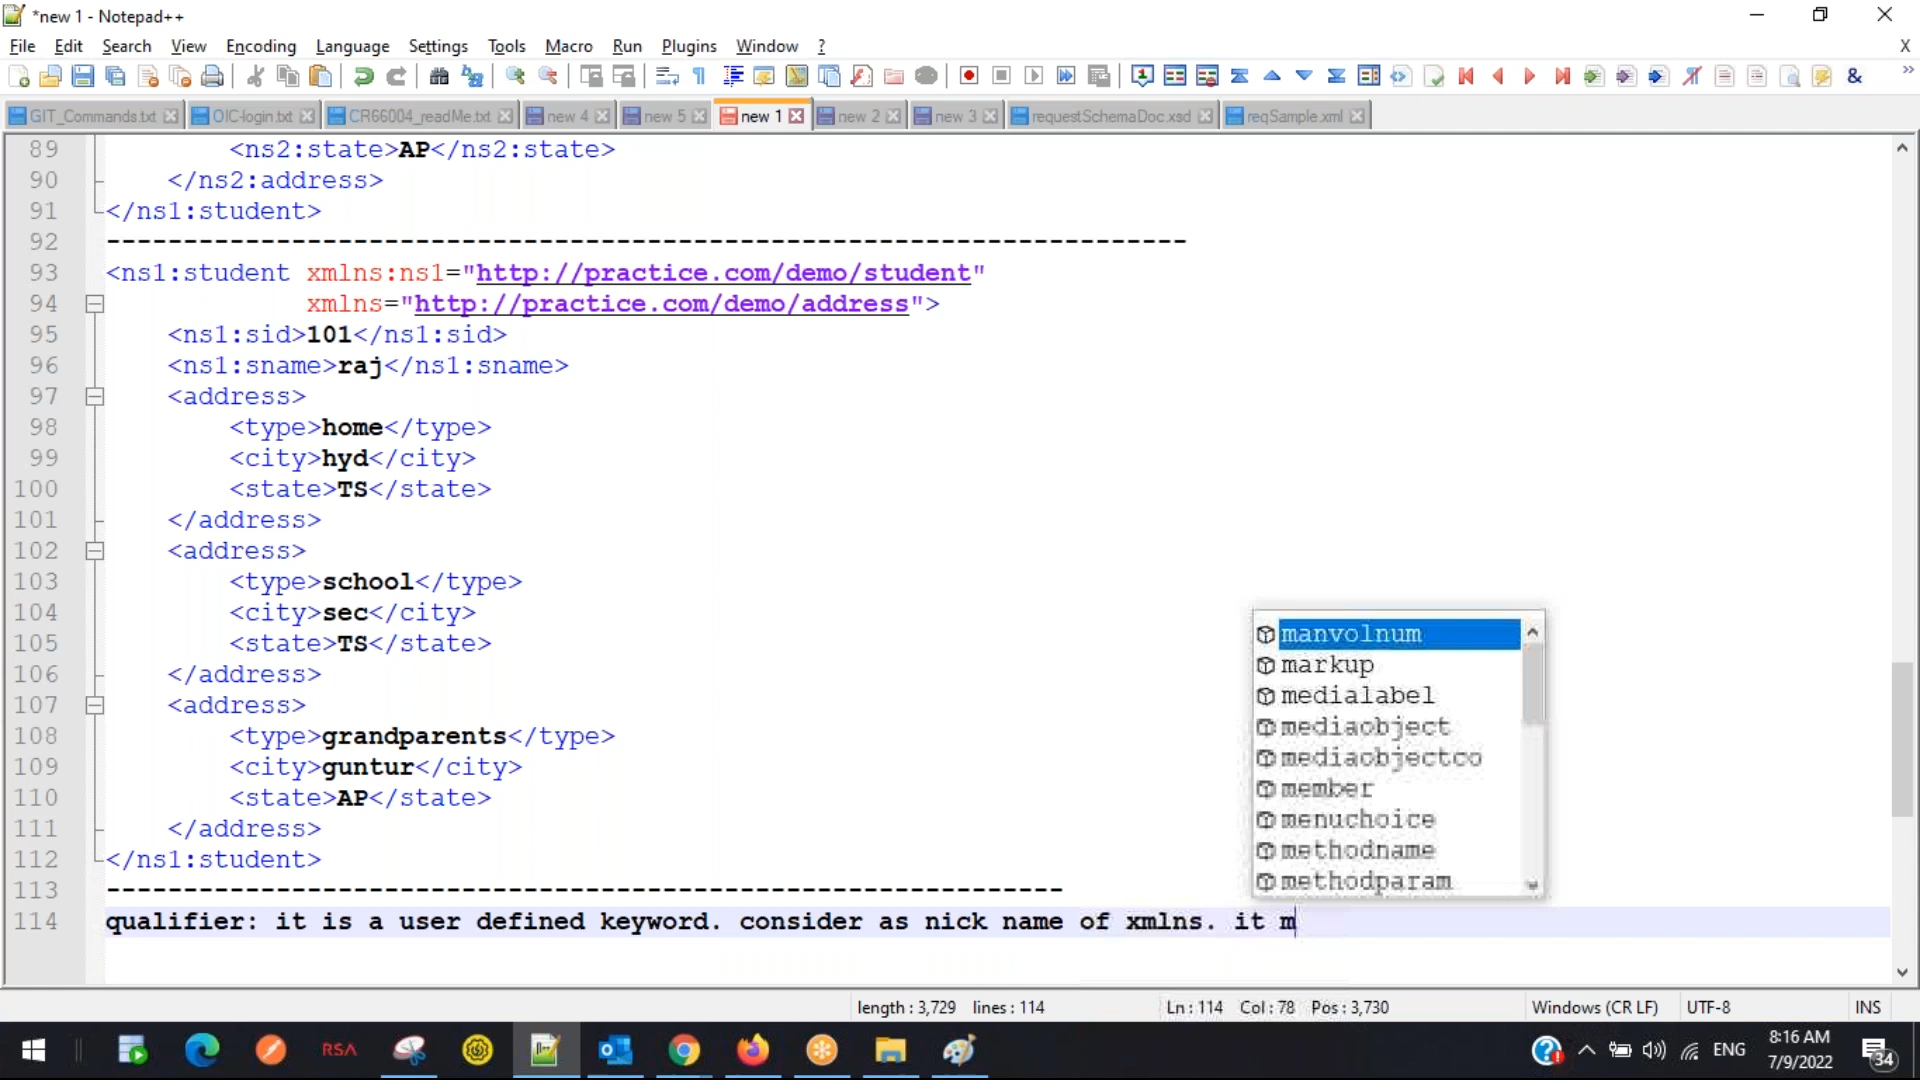 *new 1 - Notepad++
File Edit Search View Encoding Language Settings Tools Macro Run Plugins Window ? X
GIT_Commands.txt OIC-login.txt CR66004_readMe.txt new 4 new 5 new 1 new 2 new 3 requestSchemaDoc.xsd reqSample.xml
89 <ns2:state>AP</ns2:state>
90 </ns2:address>
91 </ns1:student>
92 ----------------------------------------------------------------------
93 <ns1:student xmlns:ns1="http://practice.com/demo/student"
94 xmlns="http://practice.com/demo/address">
95 <ns1:sid>101</ns1:sid>
96 <ns1:sname>raj</ns1:sname>
97 <address>
98 <type>home</type>
99 <city>hyd</city>
100 <state>TS</state>
101 </address>
102 <address>
103 <type>school</type>
104 <city>sec</city>
105 <state>TS</state>
106 </address>
107 <address>
108 <type>grandparents</type>
109 <city>guntur</city>
110 <state>AP</state>
111 </address>
112 </ns1:student>
113 --------------------------------------------------------------
114 qualifier: it is a user defined keyword. consider as nick name of xmlns. it m
manvolnum
markup
medialabel
mediaobject
mediaobjectco
member
menuchoice
methodname
methodparam
length : 3,729 lines : 114 Ln : 114 Col : 78 Pos : 3,730 Windows (CR LF) UTF-8 INS
RSA ENG 8:16 AM
7/9/2022 34